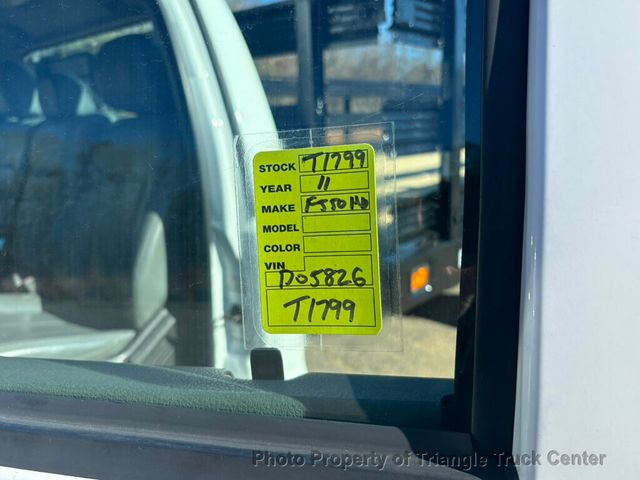 STOCK T1799
YEAR 11
MAKE F550HD
MODEL
COLOR
VIN
D05826
T1799
Photo Property of Triangle Truck Center